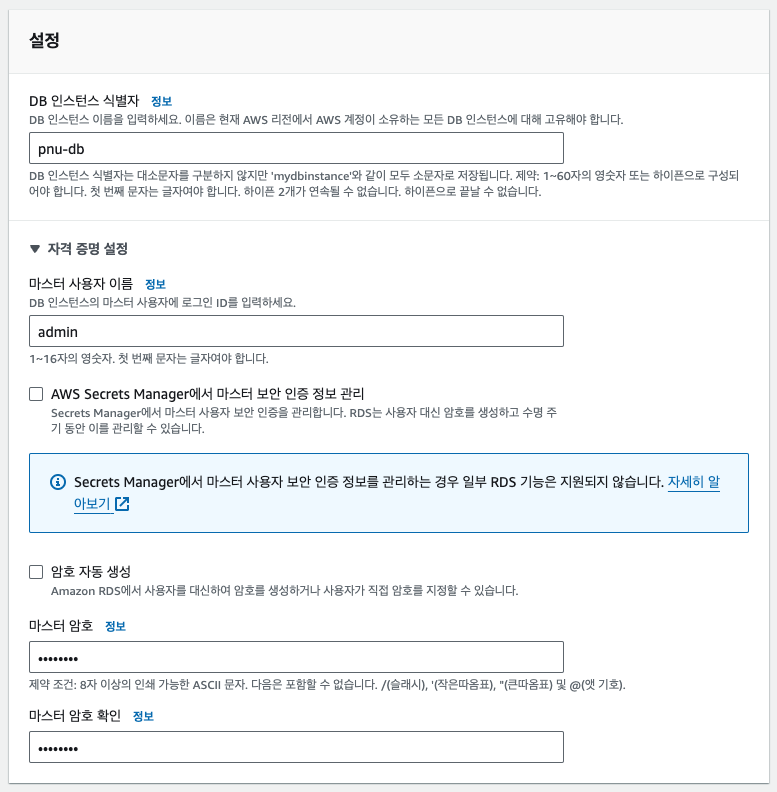 설정
DB 인스턴스 식별자 정보
DB 인스턴스 이름을 입력하세요. 이름은 현재 AWS 리전에서 AWS 계정이 소유하는 모든 DB 인스턴스에 대해 고유해야 합니다.
pnu-db
DB 인스턴스 식별자는 대소문자를 구분하지 않지만 'mydbinstance'와 같이 모두 소문자로 저장됩니다. 제약: 1~60자의 영숫자 또는 하이픈으로 구성되
어야 합니다. 첫 번째 문자는 글자여야 합니다. 하이픈 2개가 연속될 수 없습니다. 하이픈으로 끝날 수 없습니다.
▼ 자격 증명 설정
마스터 사용자 이름 정보
DB 인스턴스의 마스터 사용자에 로그인 ID를 입력하세요.
admin
1~16자의 영숫자. 첫 번째 문자는 글자여야 합니다.
AWS Secrets Manager에서 마스터 보안 인증 정보 관리
Secrets Manager에서 마스터 사용자 보안 인증을 관리합니다. RDS는 사용자 대신 암호를 생성하고 수명 주
기 동안 이를 관리할 수 있습니다.
Secrets Manager에서 마스터 사용자 보안 인증 정보를 관리하는 경우 일부 RDS 기능은 지원되지 않습니다. 자세히 알
아보기
암호 자동 생성
Amazon RDS에서 사용자를 대신하여 암호를 생성하거나 사용자가 직접 암호를 지정할 수 있습니다.
마스터 암호 정보
••••••••
제약 조건: 8자 이상의 인쇄 가능한 ASCII 문자. 다음은 포함할 수 없습니다. /(슬래시), '(작은따옴표), "(큰따옴표) 및 @(앳 기호).
마스터 암호 확인 정보
••••••••